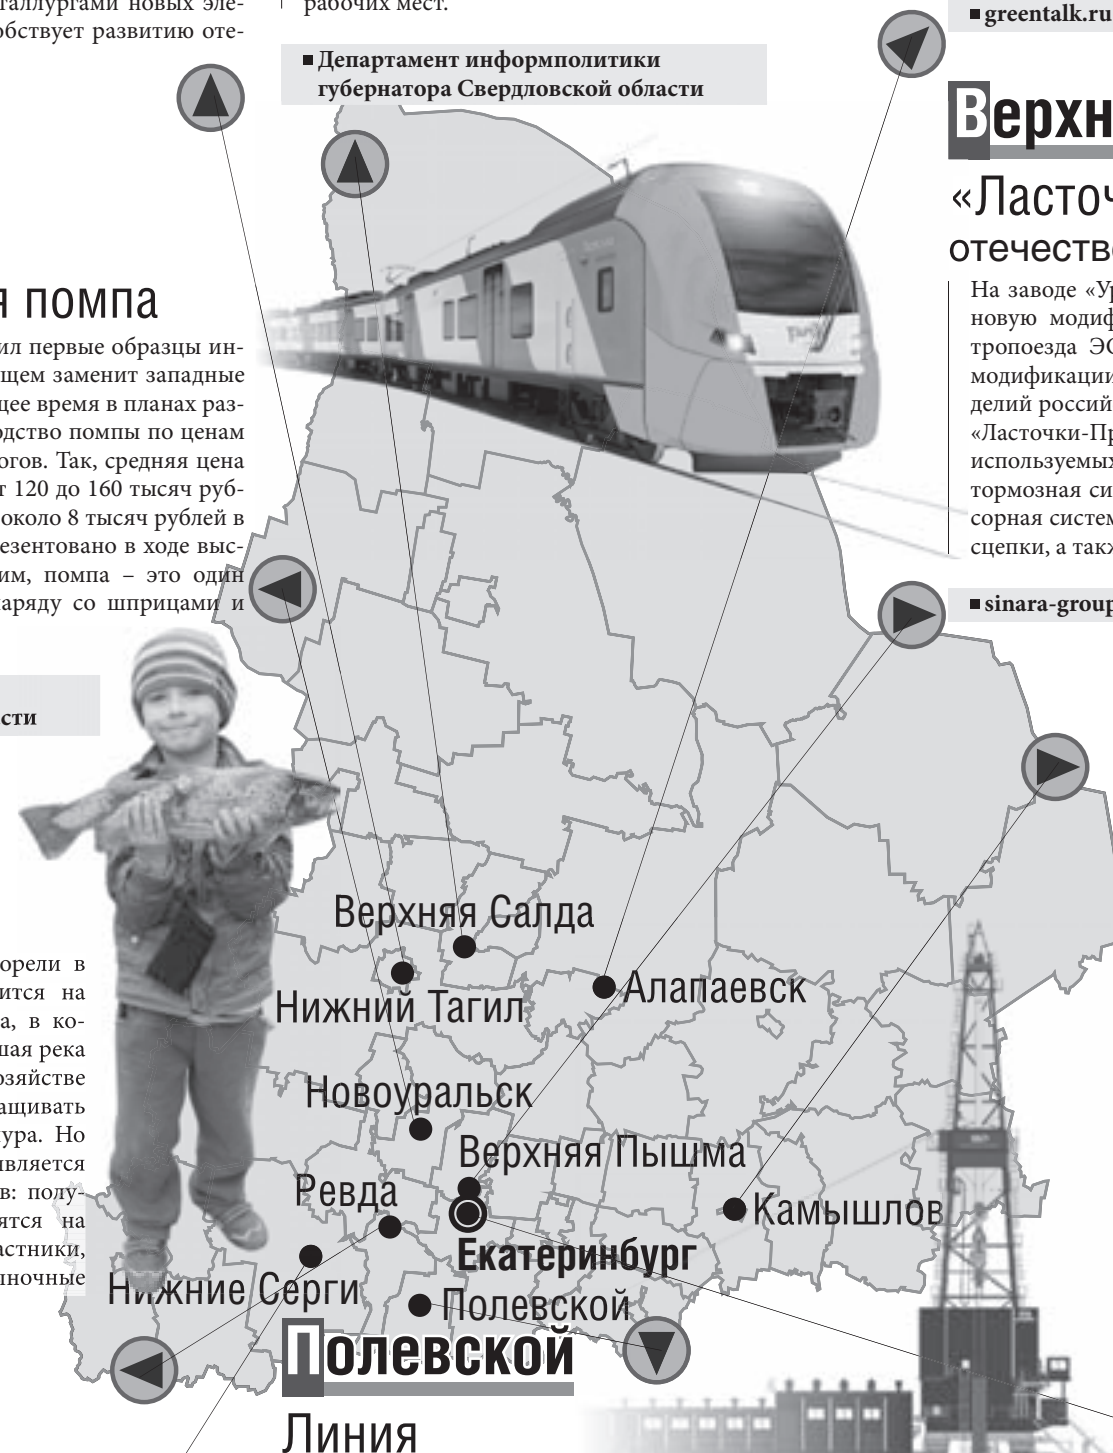 таллургами новых эле-
обствует развитию оте-
рабочих мест.
Департамент информполитики
губернатора Свердловской области
я помпа
ил первые образцы ин-
щем заменит западные
щее время в планах раз-
одство помпы по ценам
огов. Так, средняя цена
т 120 до 160 тысяч руб-
около 8 тысяч рублей в
езентовано в ходе выс-
им, помпа – это один
наряду со шприцами и
сти
орели в
ится на
а, в ко-
шая река
озяйстве
ащивать
ура. Но
является
в: полу-
ятся на
астники,
ыночные
greentalk.ru
Верхн
«Ласточ
отечество
На заводе «Ур
новую модиф
тропоезда ЭС
модификации
делий россий
«Ласточки-Пр
используемых
тормозная си
сорная систем
сцепки, а такж
sinara-group
Верхняя Салда
Нижний Тагил
Алапаевск
Новоуральск
Верхняя Пышма
Ревда
Камышлов
Екатеринбург
Нижние Серги
Полевской
Полевской
Линия